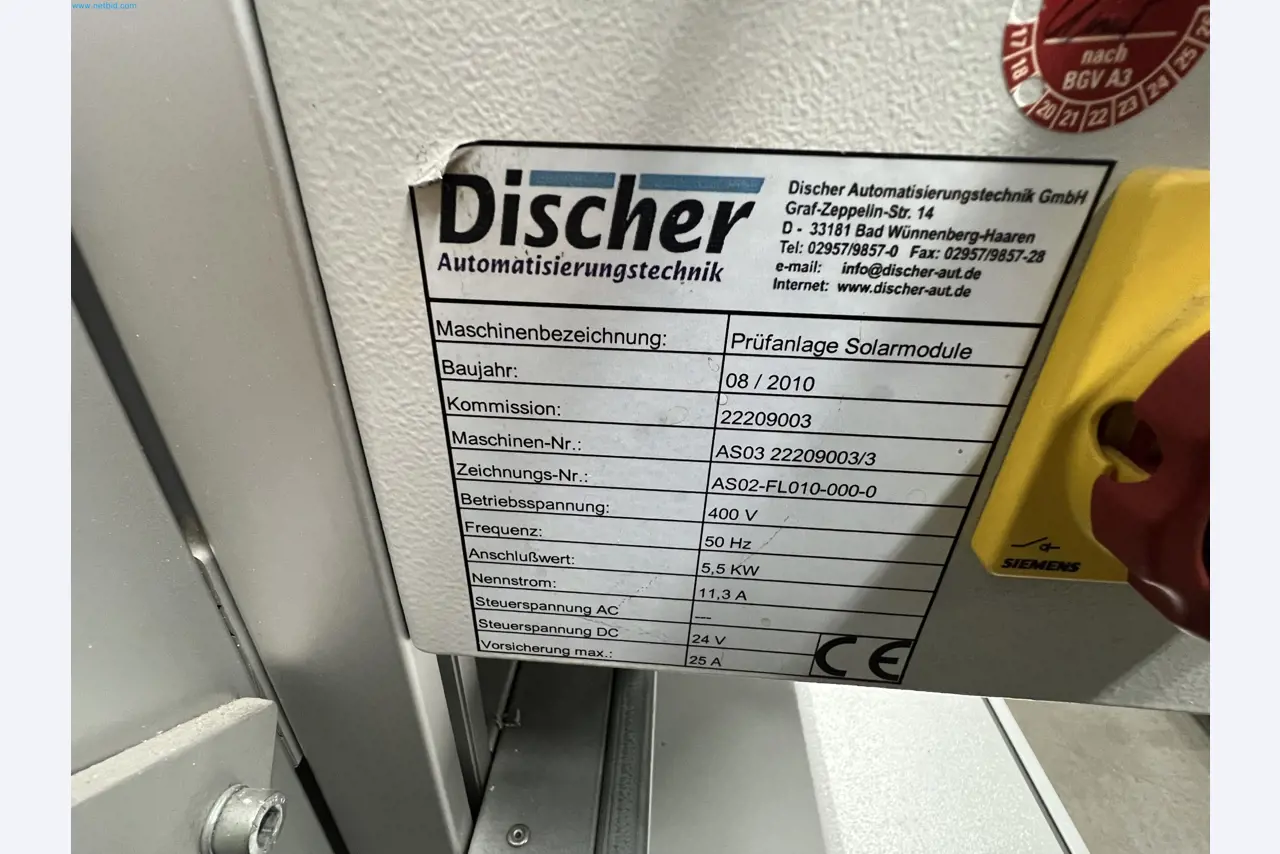 www.netbid.com
nach
BGV A3
17 18 20 21 22 23 24 25 26
Discher
Automatisierungstechnik
Discher Automatisierungstechnik GmbH
Graf-Zeppelin-Str. 14
D - 33181 Bad Wünnenberg-Haaren
Tel: 02957/9857-0 Fax: 02957/9857-28
e-mail: info@discher-aut.de
Internet: www.discher-aut.de
Maschinenbezeichnung: Prüfanlage Solarmodule
Baujahr: 08 / 2010
Kommission: 22209003
Maschinen-Nr.: AS03 22209003/3
Zeichnungs-Nr.: AS02-FL010-000-0
Betriebsspannung: 400 V
Frequenz: 50 Hz
Anschlußwert: 5,5 KW
Nennstrom: 11,3 A
Steuerspannung AC ---
Steuerspannung DC 24 V
Vorsicherung max.: 25 A
CE
SIEMENS